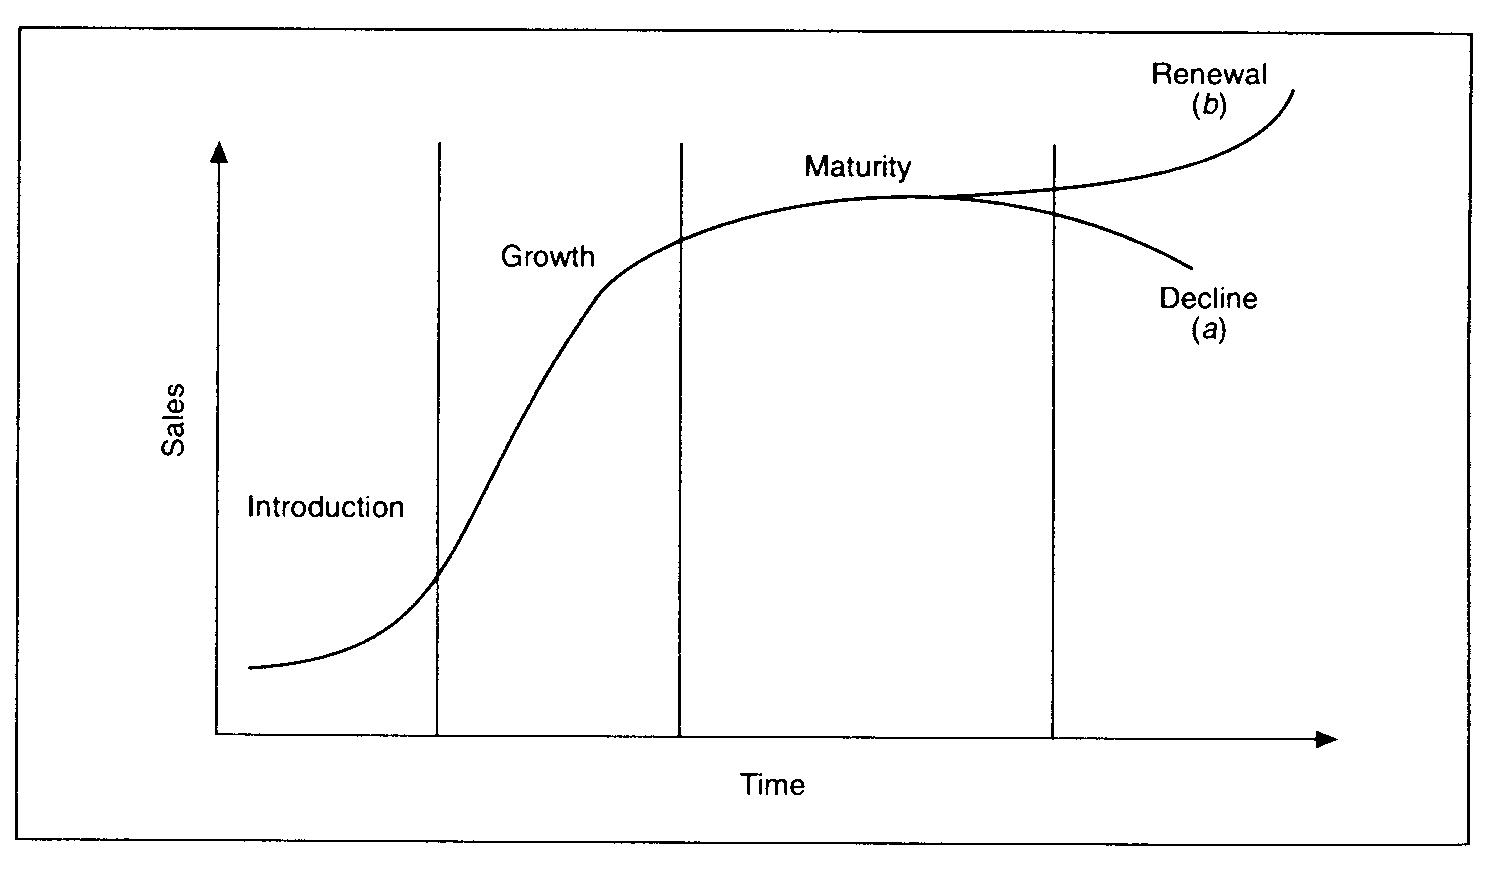 Renewal
(b)
Maturity
Growth
Decline
(a)
Sales
Introduction
Time